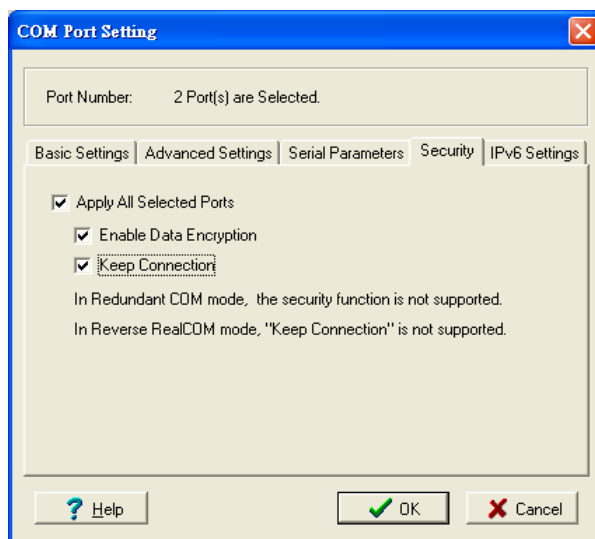 COM Port Setting
Port Number: 2 Port(s) are Selected.
Basic Settings Advanced Settings Serial Parameters Security IPv6 Settings
Apply All Selected Ports
Enable Data Encryption
Keep Connection
In Redundant COM mode, the security function is not supported.
In Reverse RealCOM mode, "Keep Connection" is not supported.
? Help OK Cancel